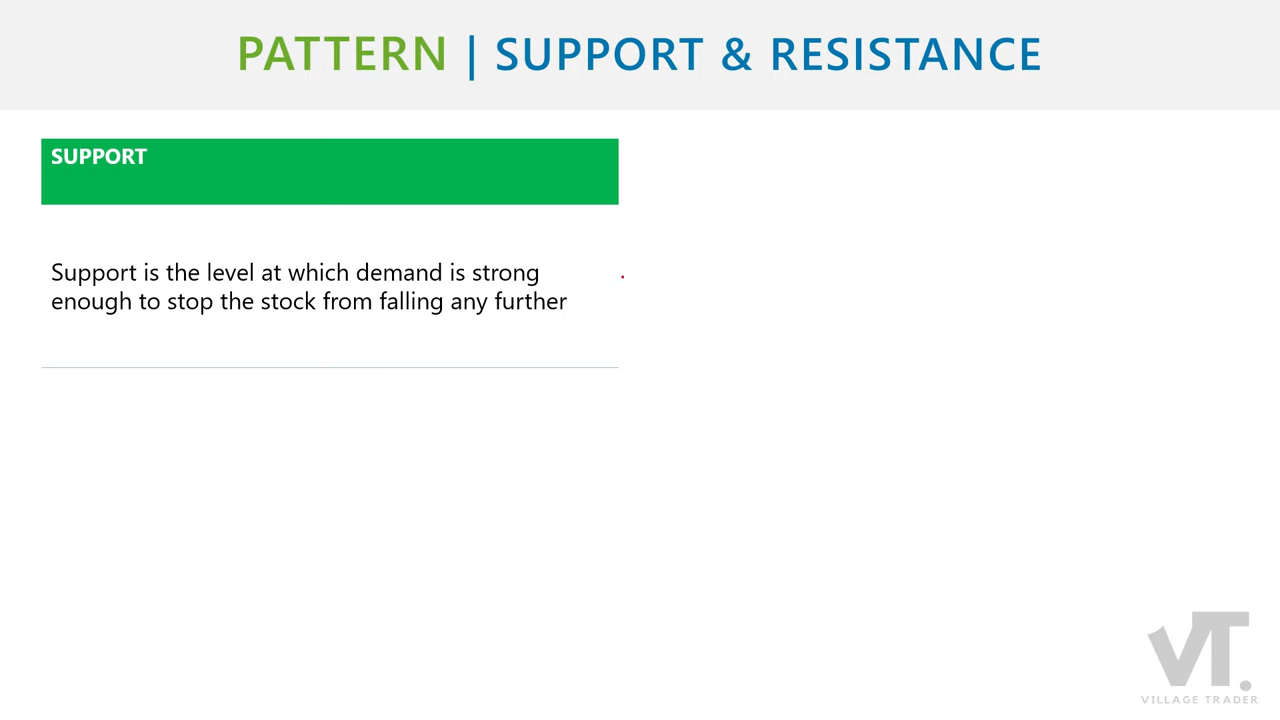 PATTERN | SUPPORT & RESISTANCE
SUPPORT
Support is the level at which demand is strong
enough to stop the stock from falling any further
VT.
VILLAGE TRADER